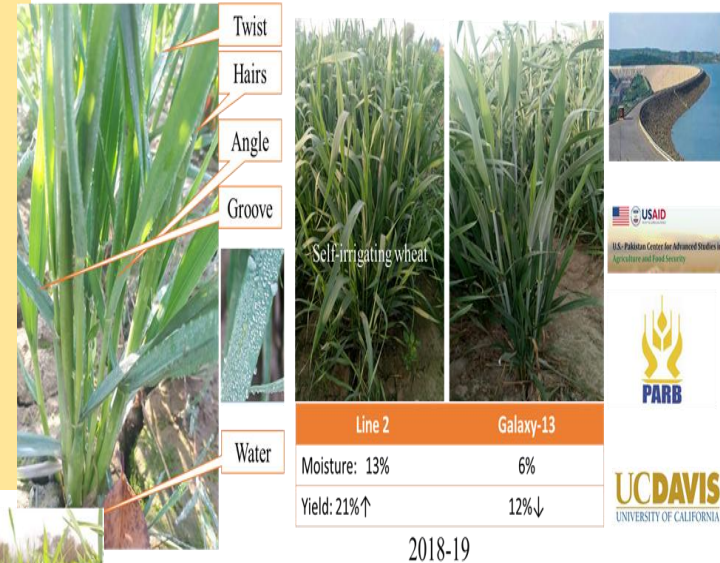 Twist
Hairs
Angle
Groove
Water
Self-irrigating wheat
Line 2 Galaxy-13
Moisture: 13% 6%
Yield: 21%↑ 12%↓
2018-19
USAID
U.S.- Pakistan Center for Advanced Studies in
Agriculture and Food Security
PARB
UCDAVIS
UNIVERSITY OF CALIFORNIA